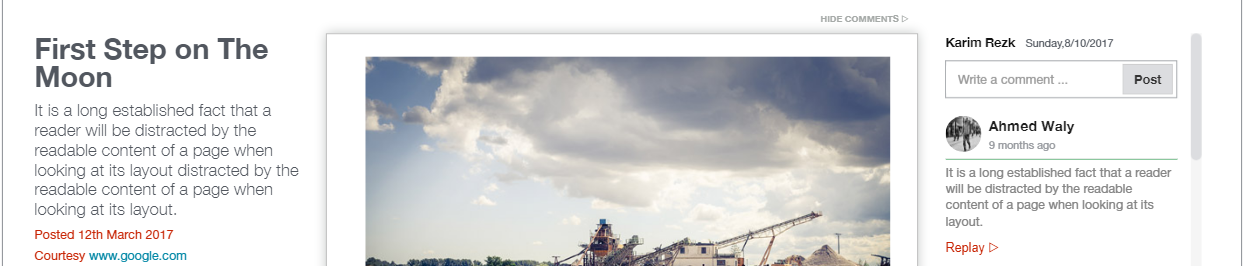 HIDE COMMENTS ▷
First Step on The
Moon
It is a long established fact that a
reader will be distracted by the
readable content of a page when
looking at its layout distracted by the
readable content of a page when
looking at its layout.
Posted 12th March 2017
Courtesy www.google.com
Karim Rezk Sunday,8/10/2017
Write a comment ... Post
Ahmed Waly
9 months ago
It is a long established fact that a reader
will be distracted by the readable
content of a page when looking at its
layout.
Replay ▷